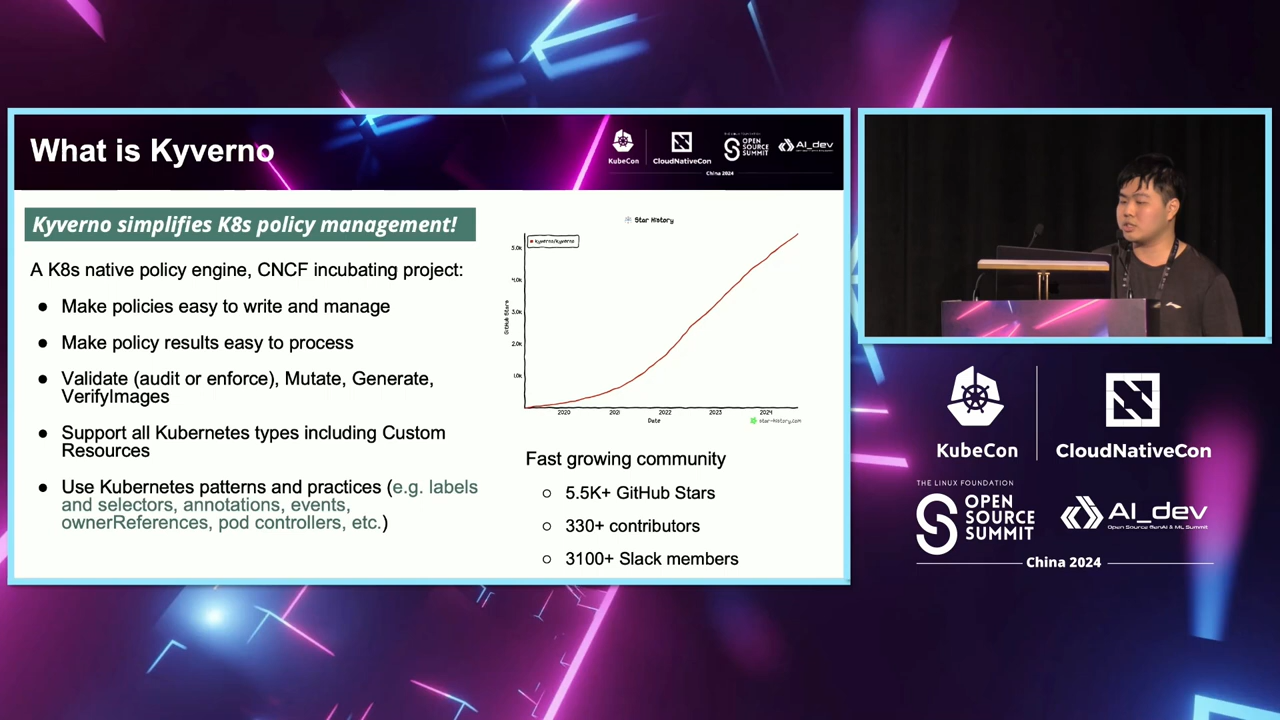 What is Kyverno
KubeCon
CloudNativeCon
THE LINUX FOUNDATION
OPEN
SOURCE
SUMMIT
AI_dev
China 2024
Kyverno simplifies K8s policy management!
A K8s native policy engine, CNCF incubating project:
● Make policies easy to write and manage
● Make policy results easy to process
● Validate (audit or enforce), Mutate, Generate,
VerifyImages
● Support all Kubernetes types including Custom
Resources
● Use Kubernetes patterns and practices (e.g. labels
and selectors, annotations, events,
ownerReferences, pod controllers, etc.)
Star History
kyverno/kyverno
5.0K
4.0K
3.0K
2.0K
1.0K
GitHub Stars
2020 2021 2022 2023 2024
Date
star-history.com
Fast growing community
○ 5.5K+ GitHub Stars
○ 330+ contributors
○ 3100+ Slack members
KubeCon
CloudNativeCon
THE LINUX FOUNDATION
OPEN
SOURCE
SUMMIT
AI_dev
Open Source GenAI & ML Summit
China 2024